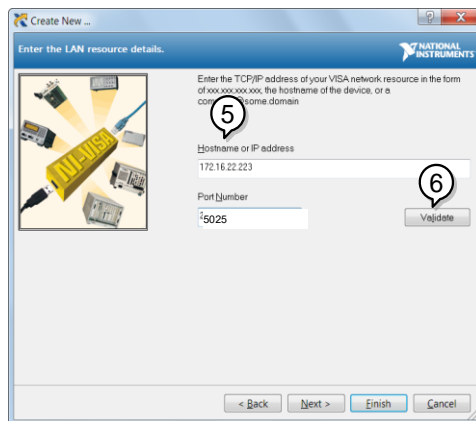 Create New ...
Enter the LAN resource details.
NATIONAL INSTRUMENTS
Enter the TCP/IP address of your VISA network resource in the form
of xxx.xxx.xxx.xxx, the hostname of the device, or a
some.domain
5
Hostname or IP address
172.16.22.223
6
Port Number
5025
Validate
NI-VISA
< Back
Next >
Finish
Cancel